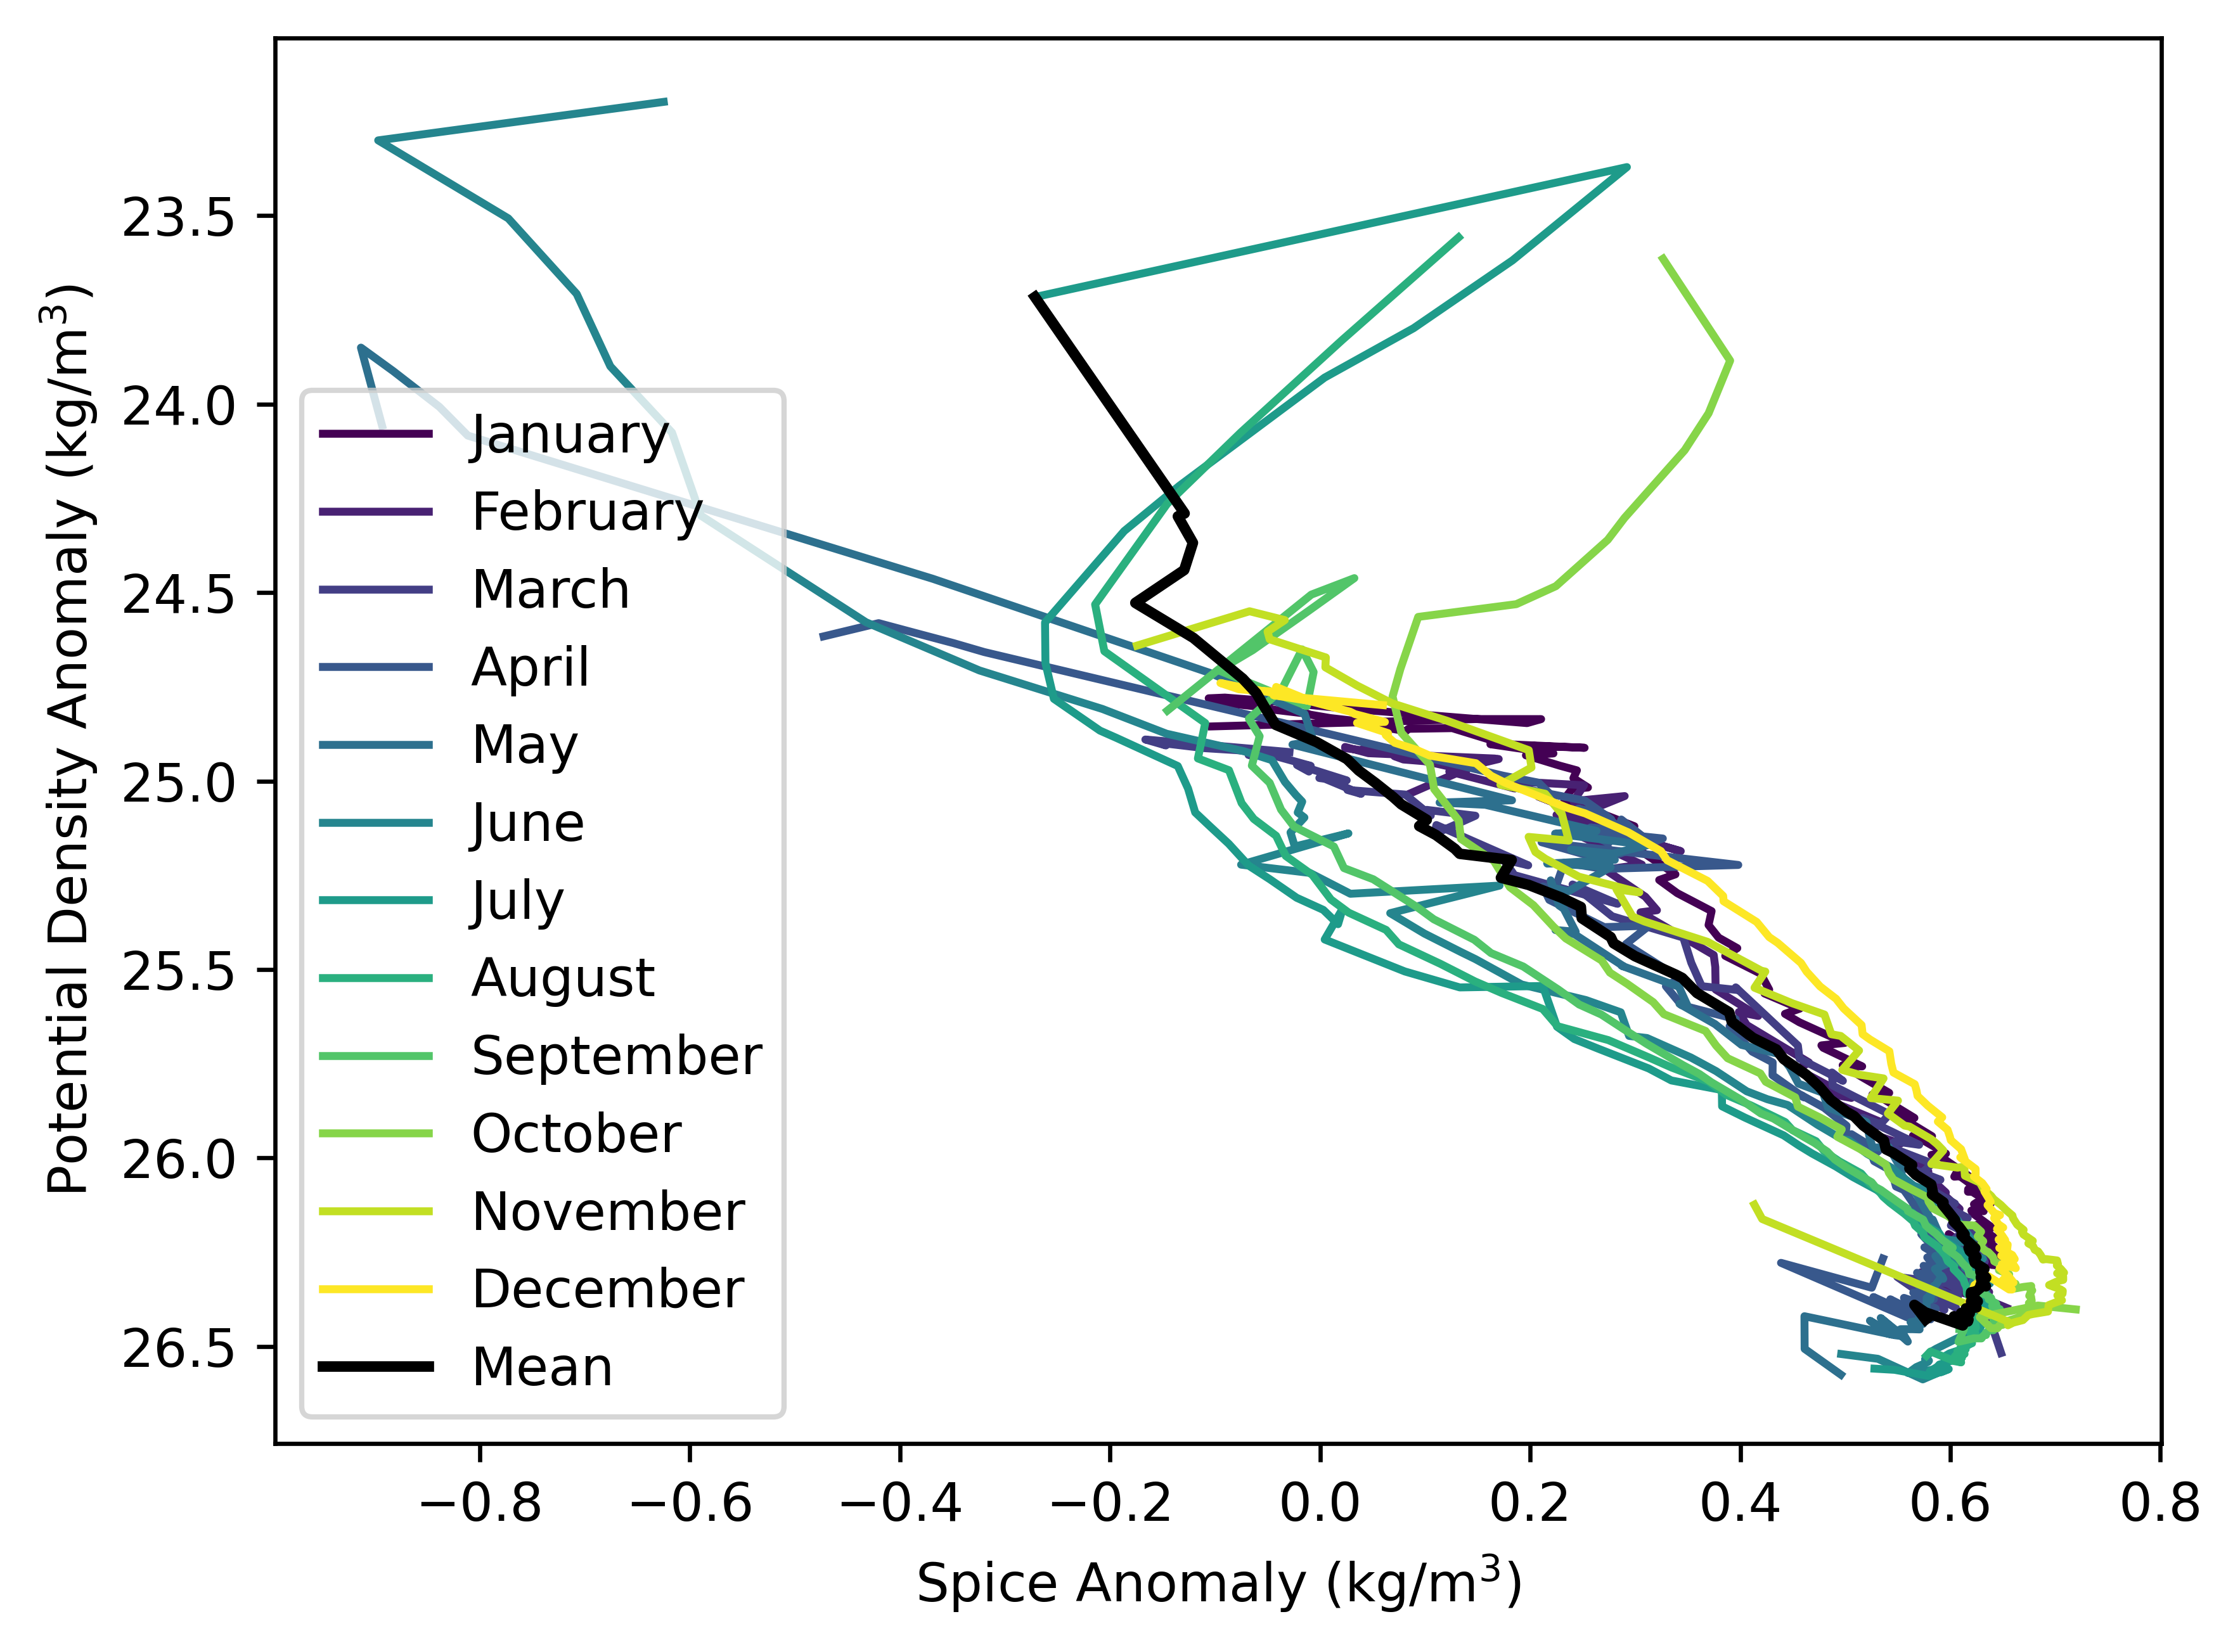 Potential Density Anomaly (kg/m³)
23.5
24.0
24.5
25.0
25.5
26.0
26.5
January
February
March
April
May
June
July
August
September
October
November
December
Mean
−0.8 −0.6 −0.4 −0.2 0.0 0.2 0.4 0.6 0.8
Spice Anomaly (kg/m³)